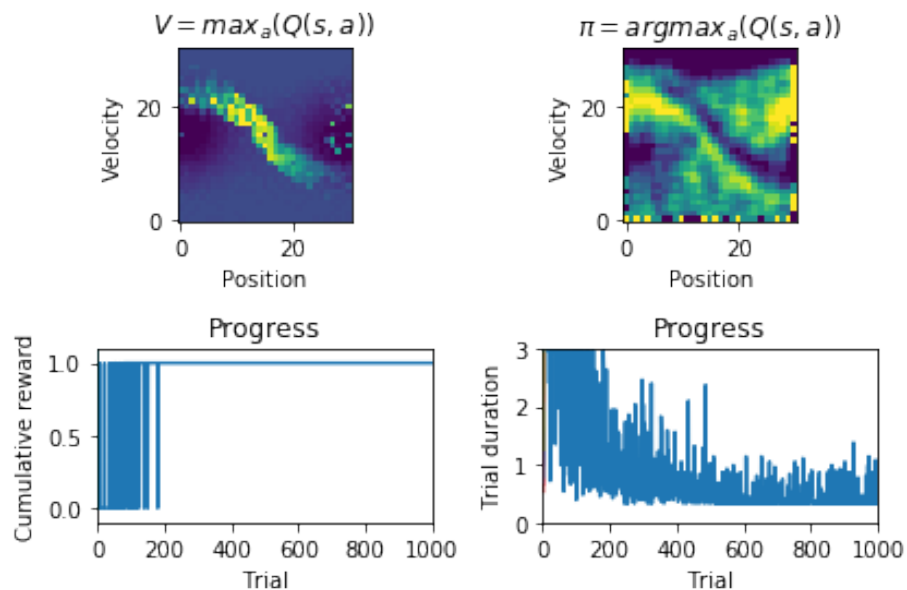 V = max_a(Q(s, a))
Velocity
20
0
0
20
Position
π = argmax_a(Q(s, a))
Velocity
20
0
0
20
Position
Progress
Cumulative reward
1.0
0.5
0.0
0
200
400
600
800
1000
Trial
Progress
Trial duration
3
2
1
0
0
200
400
600
800
1000
Trial